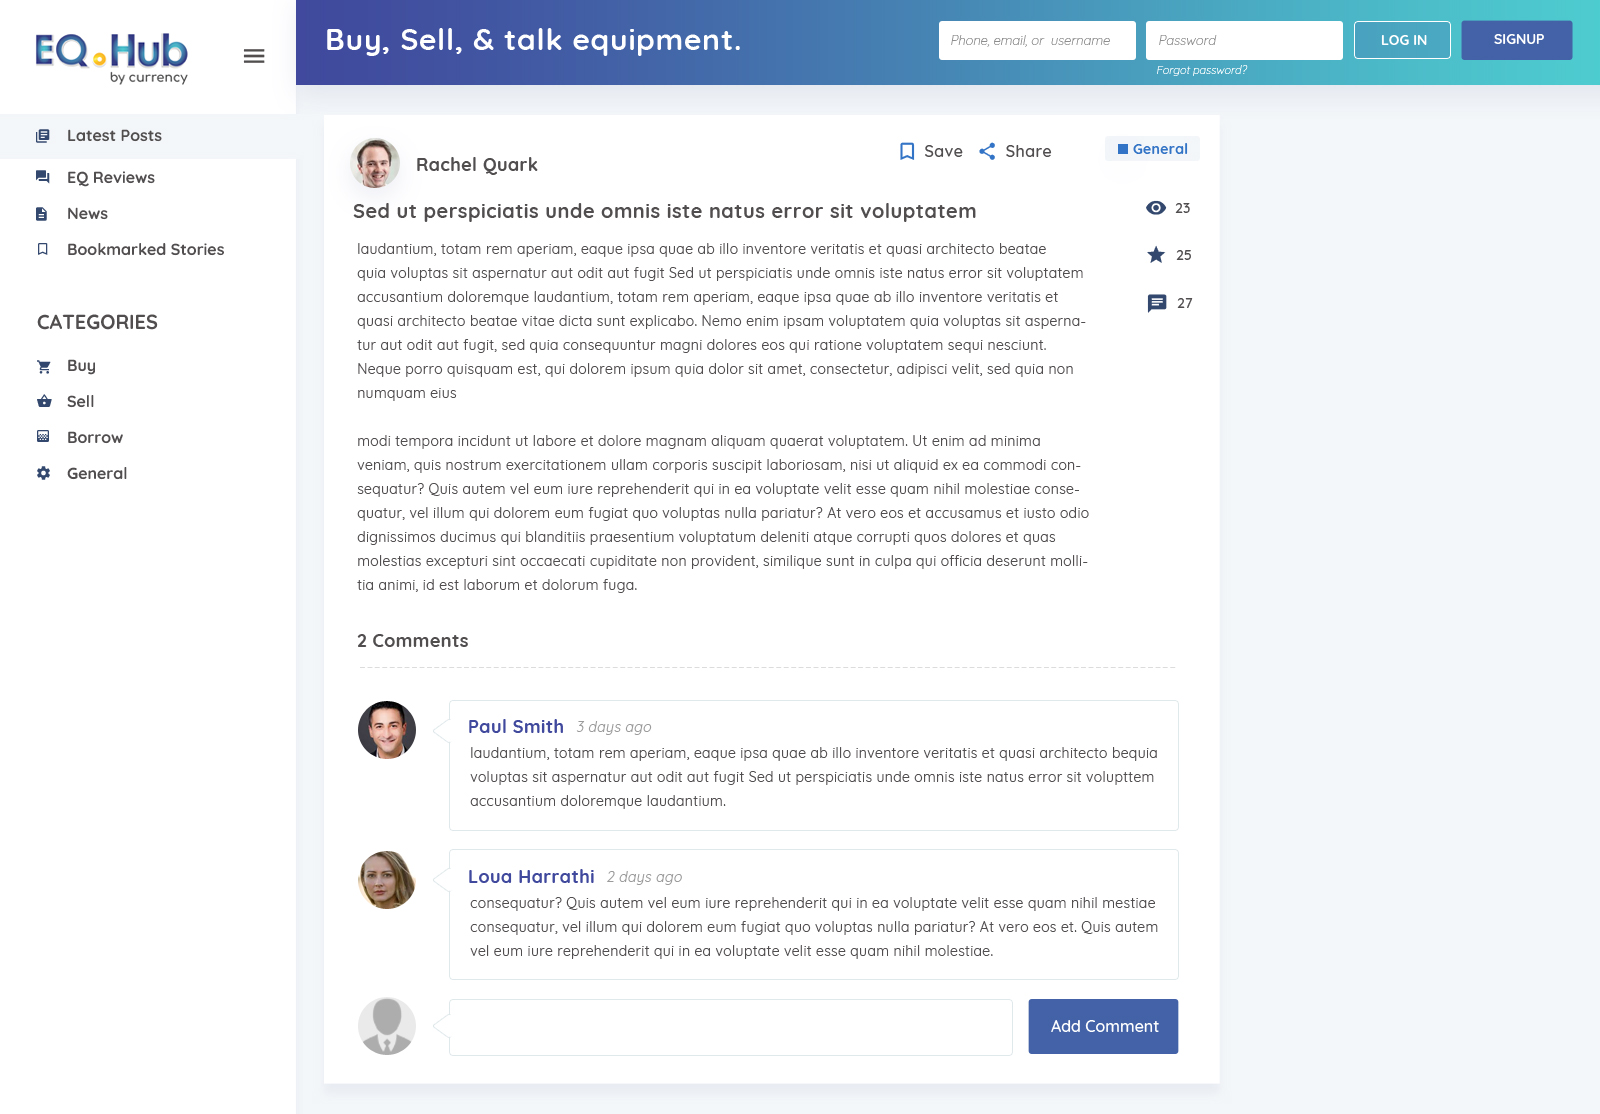 EQ.Hub
by currency
Buy, Sell, & talk equipment.
Phone, email, or username
Password
LOG IN
SIGNUP
Forgot password?
Latest Posts
EQ Reviews
News
Bookmarked Stories
CATEGORIES
Buy
Sell
Borrow
General
Rachel Quark
Save
Share
General
Sed ut perspiciatis unde omnis iste natus error sit voluptatem
23
25
27
laudantium, totam rem aperiam, eaque ipsa quae ab illo inventore veritatis et quasi architecto beatae
quia voluptas sit aspernatur aut odit aut fugit Sed ut perspiciatis unde omnis iste natus error sit voluptatem
accusantium doloremque laudantium, totam rem aperiam, eaque ipsa quae ab illo inventore veritatis et
quasi architecto beatae vitae dicta sunt explicabo. Nemo enim ipsam voluptatem quia voluptas sit asperna-
tur aut odit aut fugit, sed quia consequuntur magni dolores eos qui ratione voluptatem sequi nesciunt.
Neque porro quisquam est, qui dolorem ipsum quia dolor sit amet, consectetur, adipisci velit, sed quia non
numquam eius
modi tempora incidunt ut labore et dolore magnam aliquam quaerat voluptatem. Ut enim ad minima
veniam, quis nostrum exercitationem ullam corporis suscipit laboriosam, nisi ut aliquid ex ea commodi con-
sequatur? Quis autem vel eum iure reprehenderit qui in ea voluptate velit esse quam nihil molestiae conse-
quatur, vel illum qui dolorem eum fugiat quo voluptas nulla pariatur? At vero eos et accusamus et iusto odio
dignissimos ducimus qui blanditiis praesentium voluptatum deleniti atque corrupti quos dolores et quas
molestias excepturi sint occaecati cupiditate non provident, similique sunt in culpa qui officia deserunt molli-
tia animi, id est laborum et dolorum fuga.
2 Comments
Paul Smith 3 days ago
laudantium, totam rem aperiam, eaque ipsa quae ab illo inventore veritatis et quasi architecto bequia
voluptas sit aspernatur aut odit aut fugit Sed ut perspiciatis unde omnis iste natus error sit volupttem
accusantium doloremque laudantium.
Loua Harrathi 2 days ago
consequatur? Quis autem vel eum iure reprehenderit qui in ea voluptate velit esse quam nihil mestiae
consequatur, vel illum qui dolorem eum fugiat quo voluptas nulla pariatur? At vero eos et. Quis autem
vel eum iure reprehenderit qui in ea voluptate velit esse quam nihil molestiae.
Add Comment